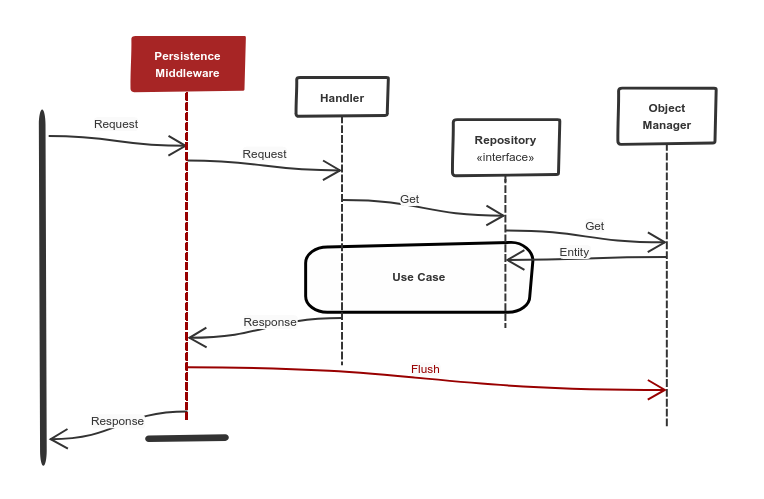 Persistence
Middleware
Handler
Object
Manager
Request
Repository
«interface»
Request
Get
Get
Entity
Use Case
Response
Flush
Response